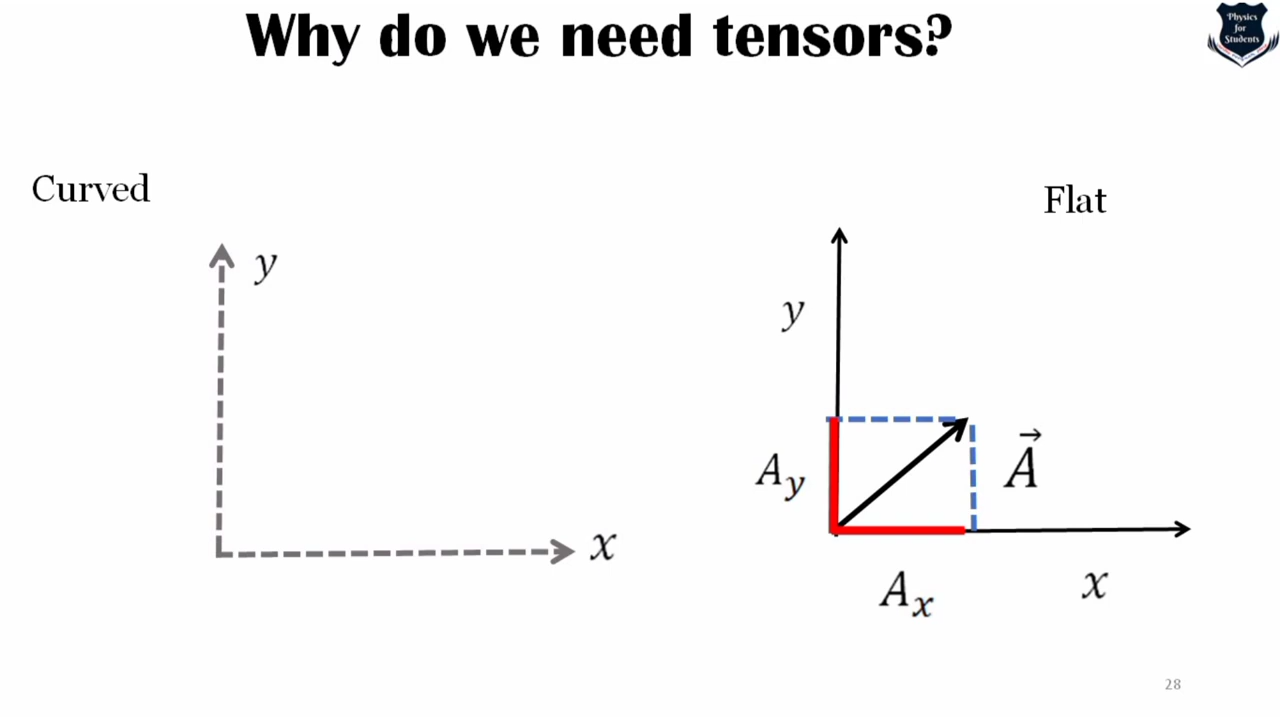 Why do we need tensors?
Physics
for
Students
Curved
Flat
y
x
y
A_y
A⃗
A_x
x
28